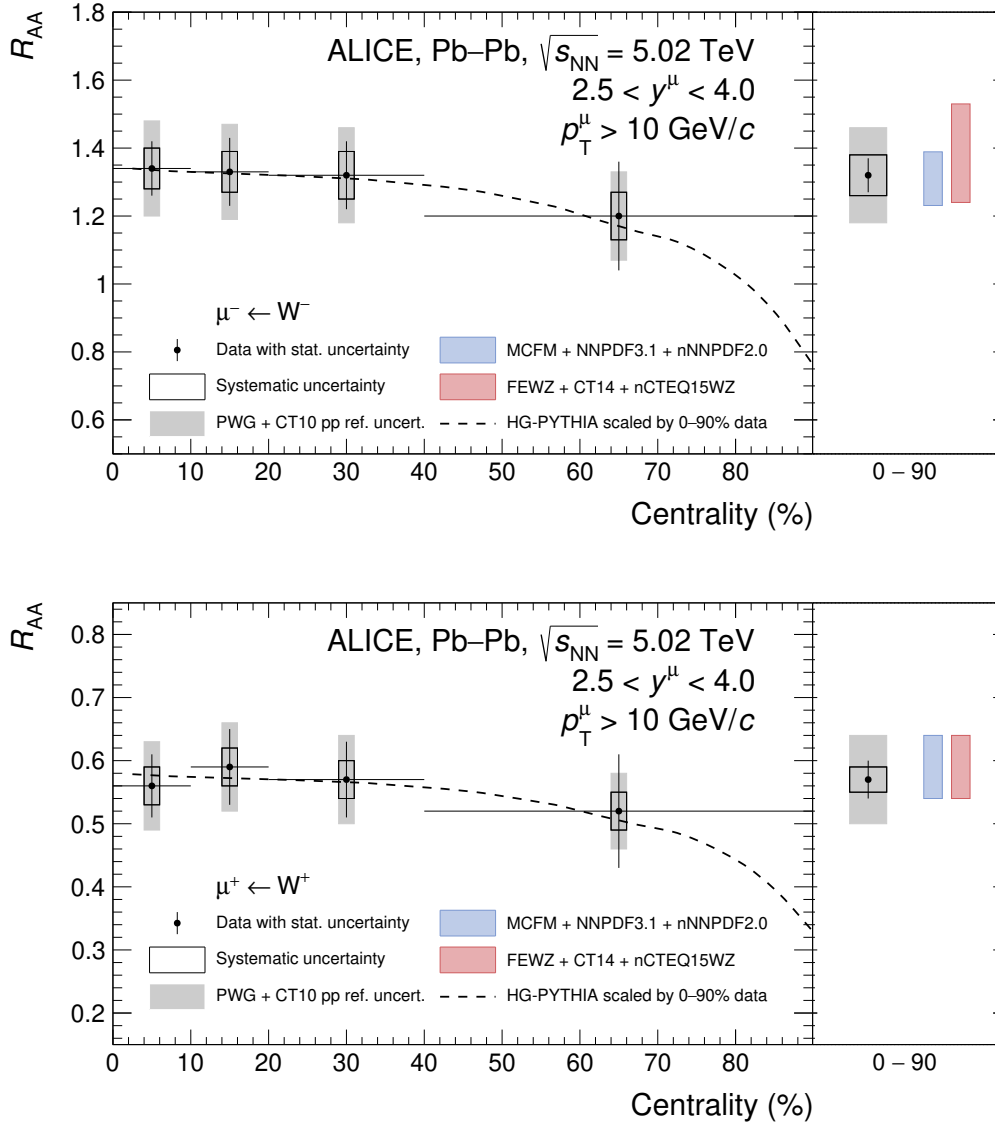 R_AA
1.8
1.6
1.4
1.2
1
0.8
0.6
ALICE, Pb–Pb, √s_NN = 5.02 TeV
2.5 < y^μ < 4.0
p_T^μ > 10 GeV/c
μ⁻ ← W⁻
Data with stat. uncertainty
Systematic uncertainty
PWG + CT10 pp ref. uncert.
MCFM + NNPDF3.1 + nNNPDF2.0
FEWZ + CT14 + nCTEQ15WZ
HG-PYTHIA scaled by 0–90% data
0 10 20 30 40 50 60 70 80
0 – 90
Centrality (%)
R_AA
0.8
0.7
0.6
0.5
0.4
0.3
0.2
ALICE, Pb–Pb, √s_NN = 5.02 TeV
2.5 < y^μ < 4.0
p_T^μ > 10 GeV/c
μ⁺ ← W⁺
Data with stat. uncertainty
Systematic uncertainty
PWG + CT10 pp ref. uncert.
MCFM + NNPDF3.1 + nNNPDF2.0
FEWZ + CT14 + nCTEQ15WZ
HG-PYTHIA scaled by 0–90% data
0 10 20 30 40 50 60 70 80
0 – 90
Centrality (%)